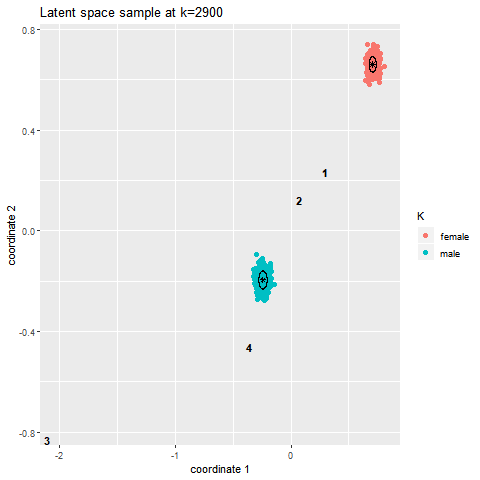 Latent space sample at k=2900
0.8
0.4
0.0
-0.4
-0.8
coordinate 2
1
2
4
3
-2
-1
0
coordinate 1
K
female
male